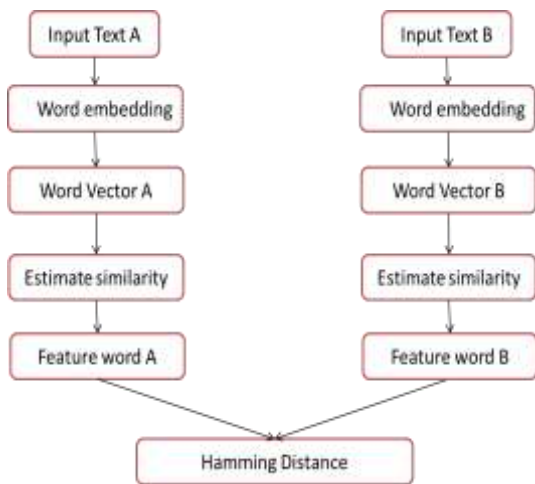 Input Text A
Input Text B
Word embedding
Word embedding
Word Vector A
Word Vector B
Estimate similarity
Estimate similarity
Feature word A
Feature word B
Hamming Distance